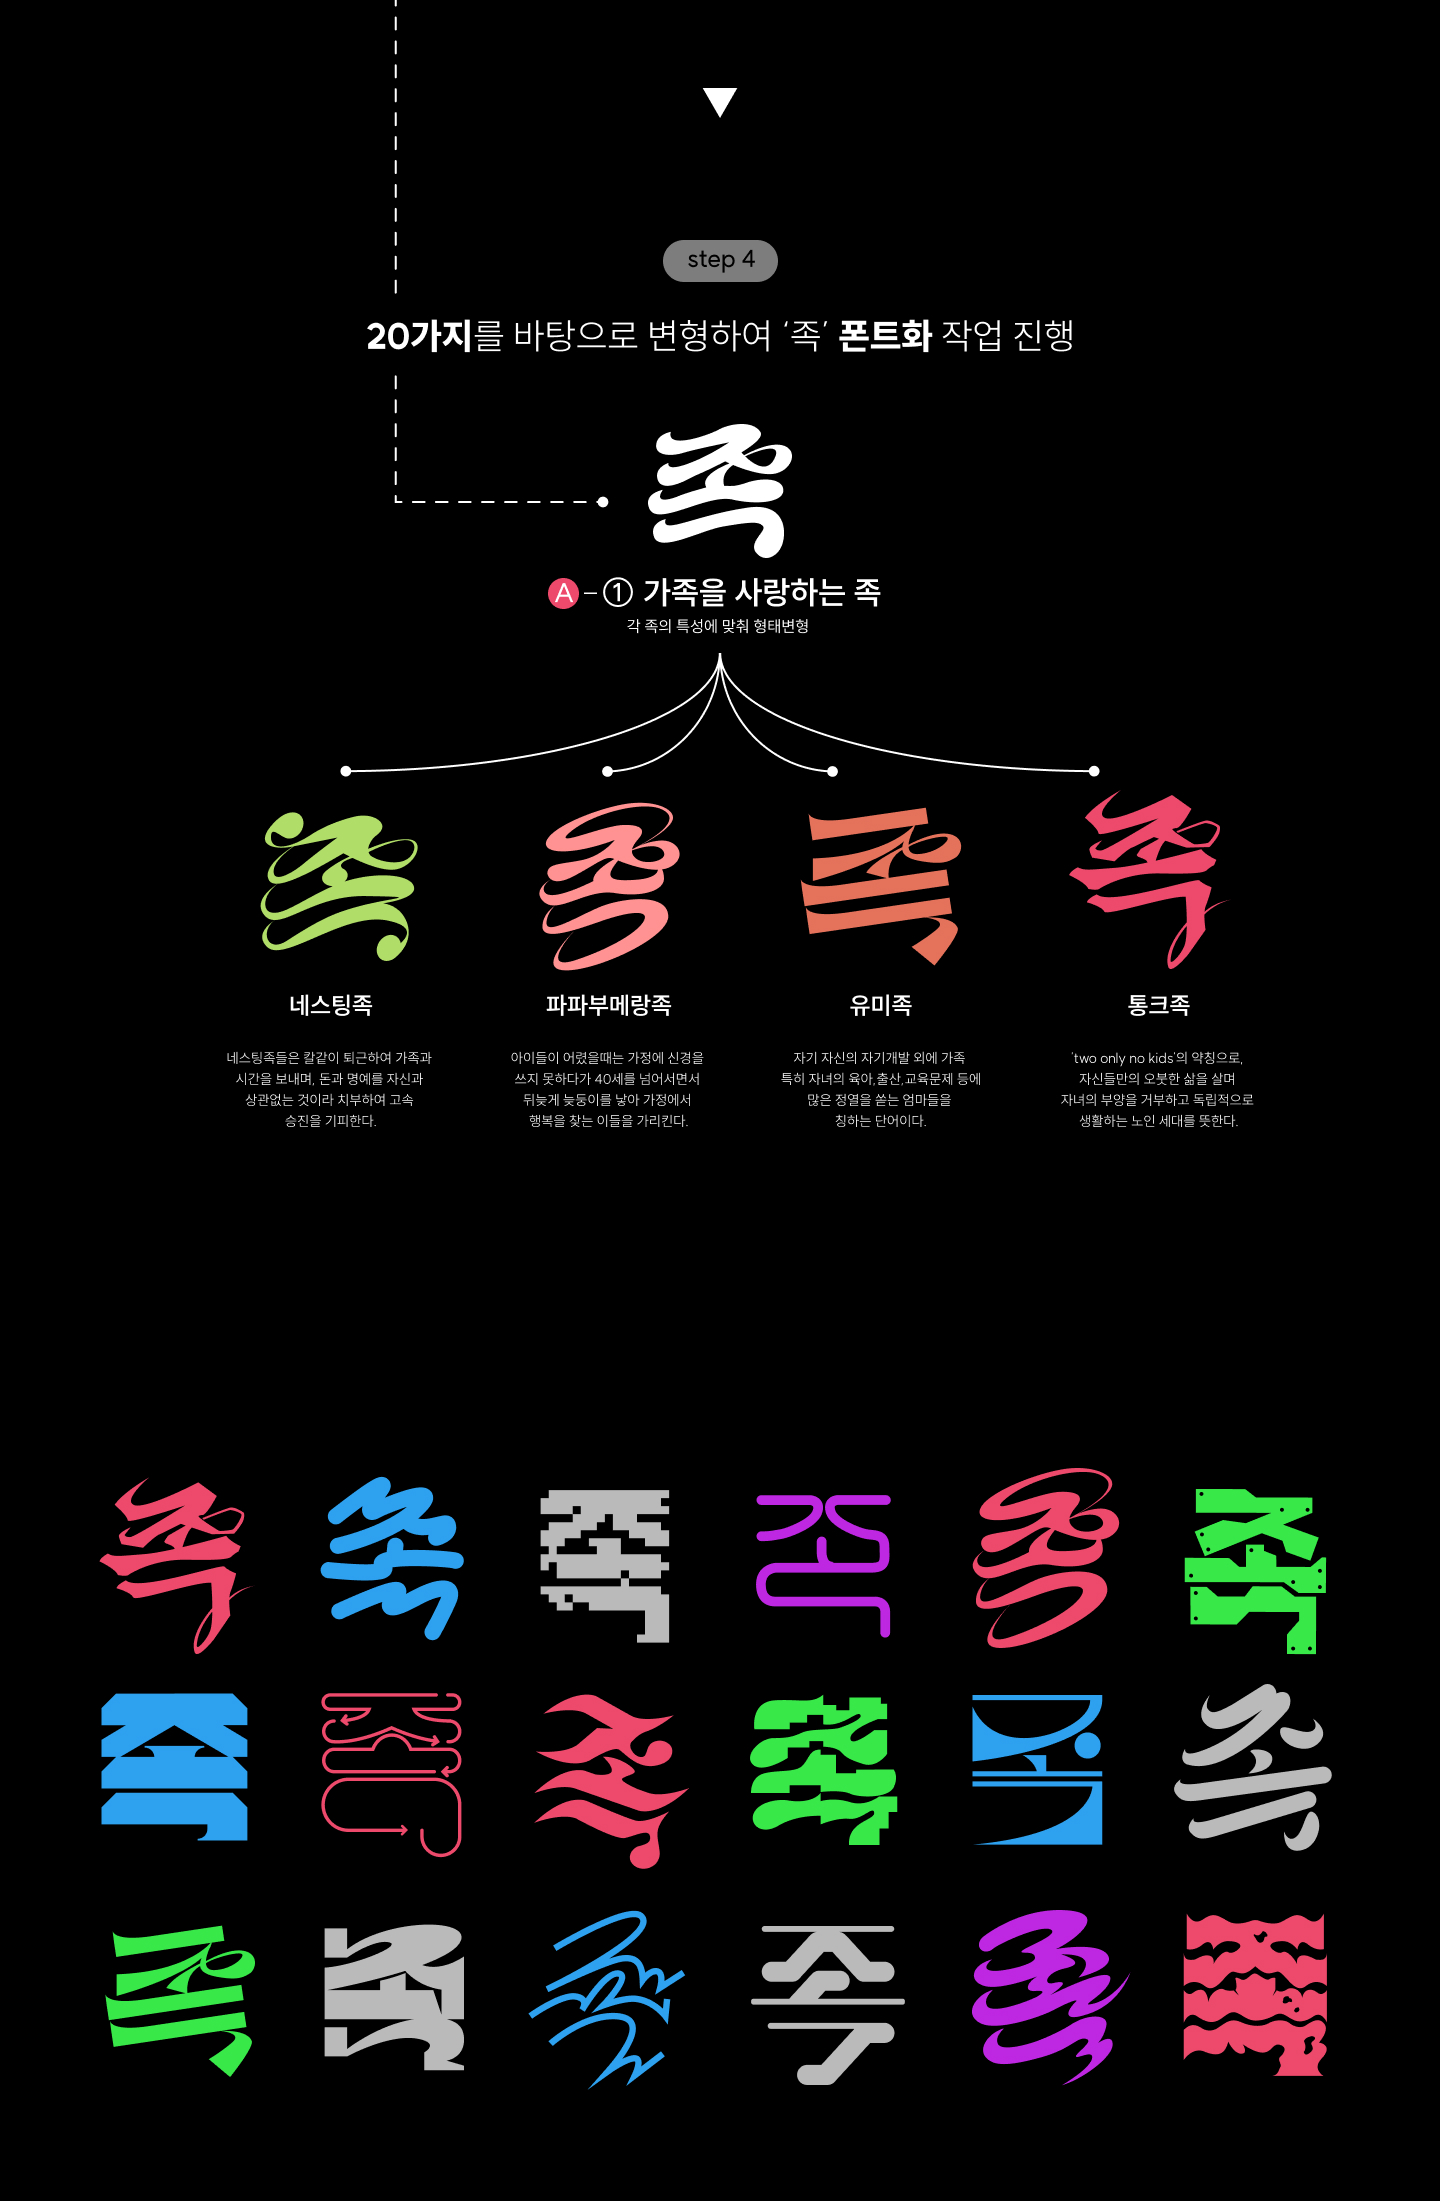 step 4
20가지를 바탕으로 변형하여 ‘족’ 폰트화 작업 진행
족
A-① 가족을 사랑하는 족
각 족의 특성에 맞춰 형태변형
족 족 족 족
네스팅족
네스팅족들은 칼같이 퇴근하여 가족과
시간을 보내며, 돈과 명예를 자신과
상관없는 것이라 치부하여 고속
승진을 기피한다.
파파부메랑족
아이들이 어렸을때는 가정에 신경을
쓰지 못하다가 40세를 넘어서면서
뒤늦게 늦둥이를 낳아 가정에서
행복을 찾는 이들을 가리킨다.
유미족
자기 자신의 자기개발 외에 가족
특히 자녀의 육아,출산,교육문제 등에
많은 정열을 쏟는 엄마들을
칭하는 단어이다.
통크족
‘two only no kids’의 약칭으로,
자신들만의 오붓한 삶을 살며
자녀의 부양을 거부하고 독립적으로
생활하는 노인 세대를 뜻한다.
족 족 족 족 족 족
족 족 족 족 족 족
족 족 족 족 족 족